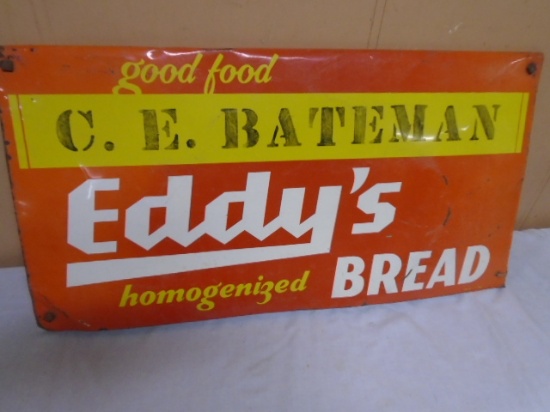 good food
C. E. BATEMAN
Eddy's
homogenized BREAD